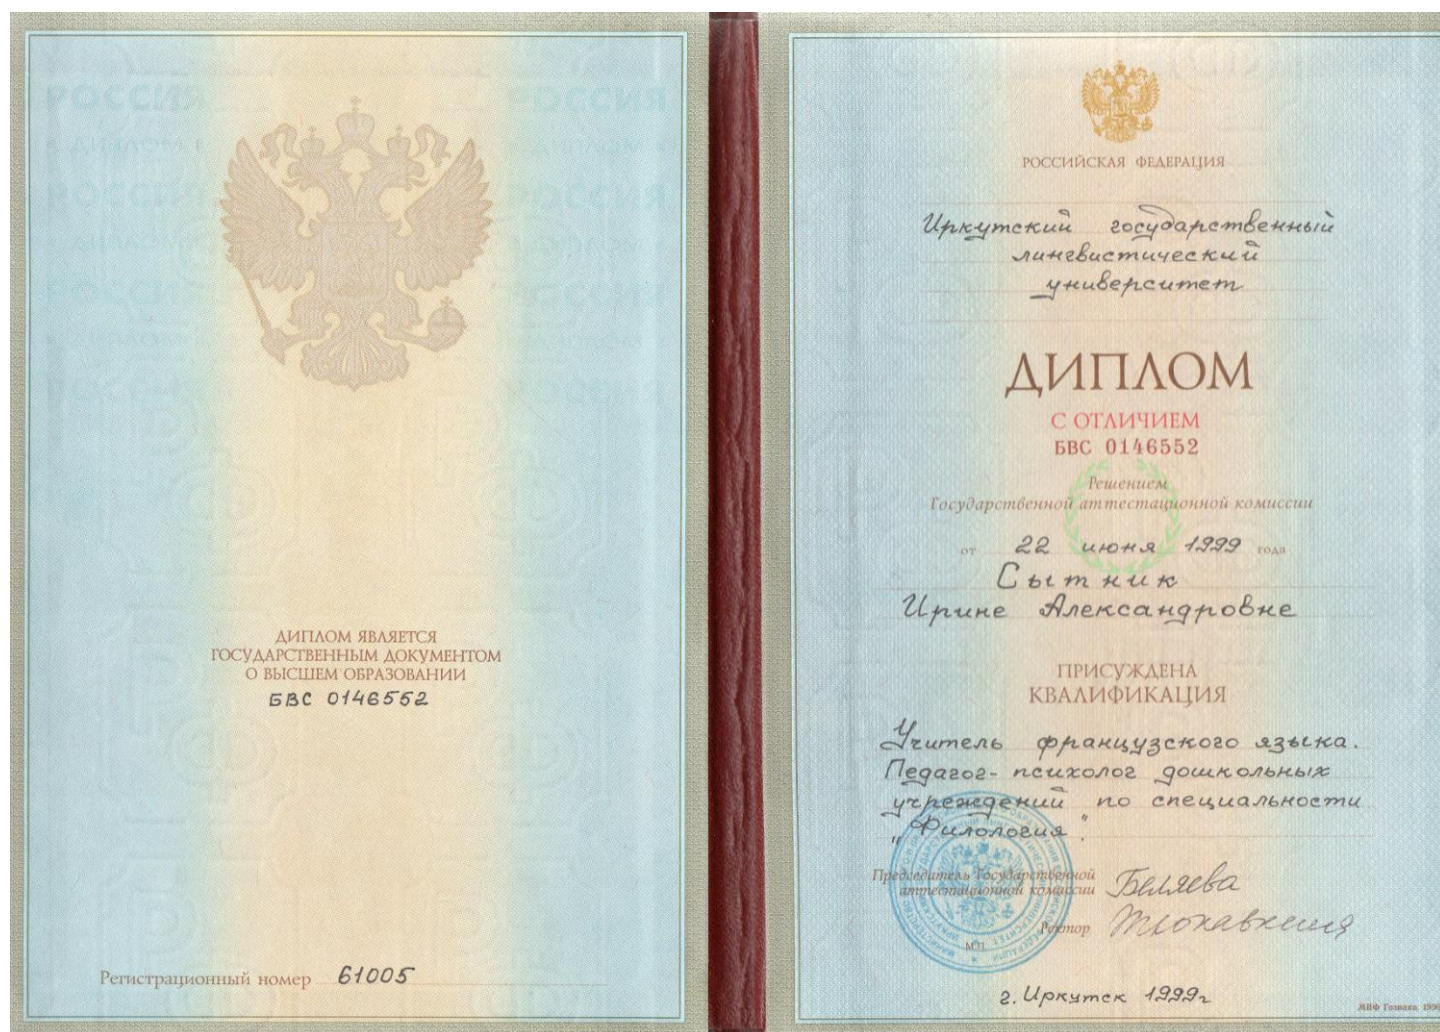 ДИПЛОМ ЯВЛЯЕТСЯ
ГОСУДАРСТВЕННЫМ ДОКУМЕНТОМ
О ВЫСШЕМ ОБРАЗОВАНИИ
БВС 0146552
Регистрационный номер 61005
РОССИЙСКАЯ ФЕДЕРАЦИЯ
Иркутский государственный
лингвистический
университет
ДИПЛОМ
С ОТЛИЧИЕМ
БВС 0146552
Решением
Государственной аттестационной комиссии
от 22 июня 1999 года
Сытник
Ирине Александровне
ПРИСУЖДЕНА
КВАЛИФИКАЦИЯ
Учитель французского языка.
Педагог-психолог дошкольных
учреждений по специальности
„Филология".
Председатель Государственной
аттестационной комиссии Беляева
Ректор
М.П.
г. Иркутск 1999г